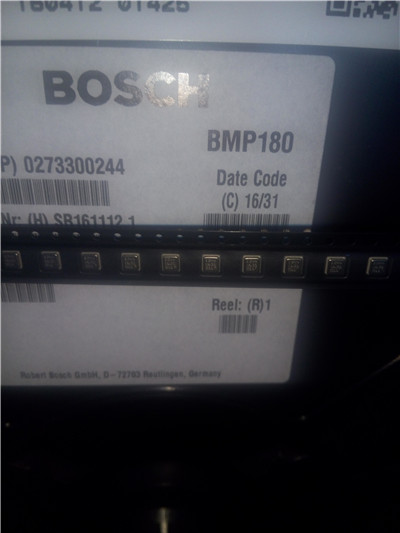 160412 01426
BOSCH
BMP180
P) 0273300244
Date Code
(C) 16/31
Nr: (H) SR161112 1
Reel: (R)1
Robert Bosch GmbH, D-72703 Reutlingen, Germany